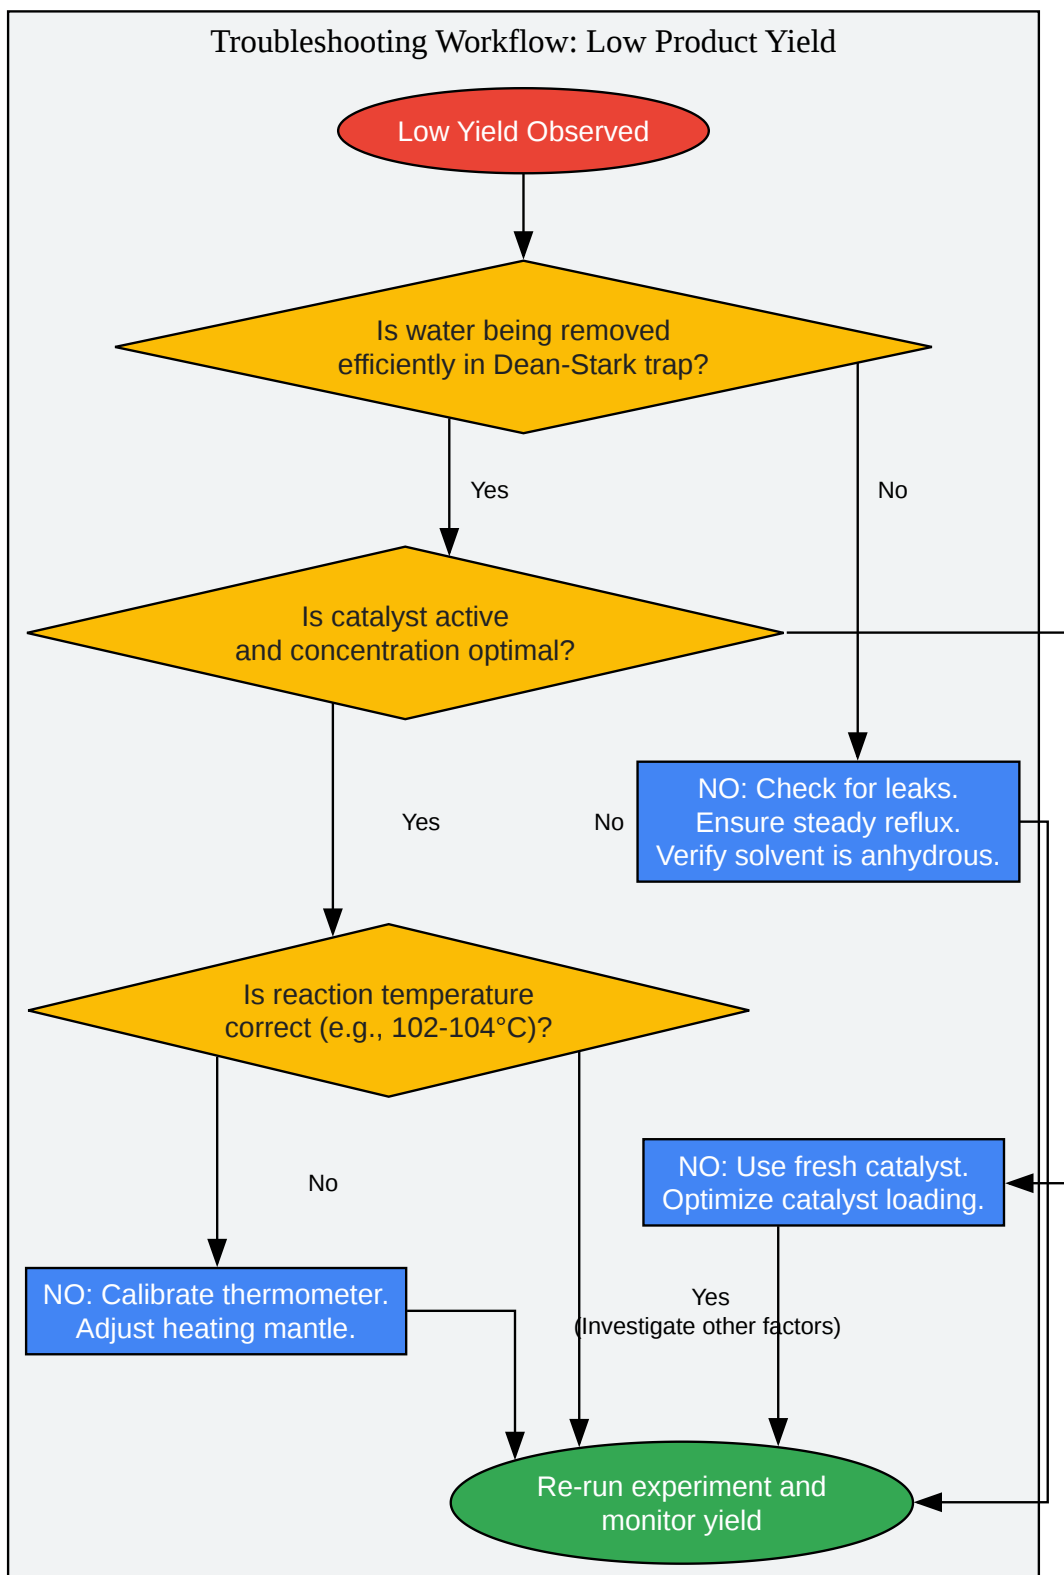 Troubleshooting Workflow: Low Product Yield
Low Yield Observed
Is water being removed
efficiently in Dean-Stark trap?
Yes
No
Is catalyst active
and concentration optimal?
NO: Check for leaks.
Ensure steady reflux.
Verify solvent is anhydrous.
Yes
No
Is reaction temperature
correct (e.g., 102-104°C)?
NO: Use fresh catalyst.
Optimize catalyst loading.
No
NO: Calibrate thermometer.
Adjust heating mantle.
Yes
(Investigate other factors)
Re-run experiment and
monitor yield